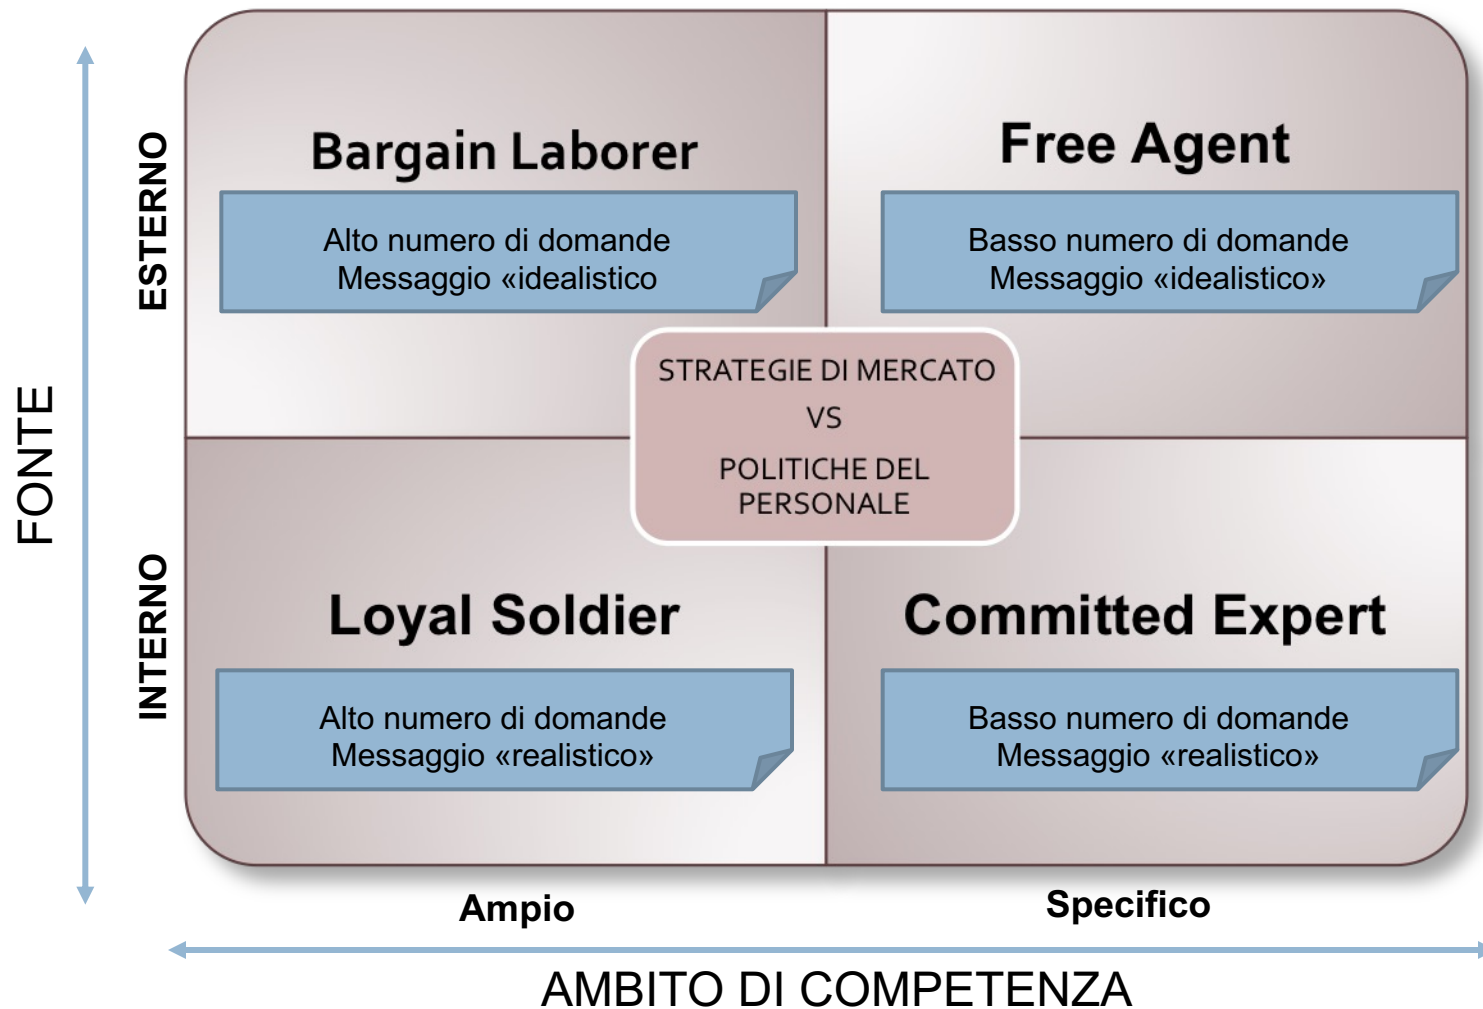 FONTE
ESTERNO
INTERNO
Bargain Laborer
Alto numero di domande
Messaggio «idealistico
Free Agent
Basso numero di domande
Messaggio «idealistico»
STRATEGIE DI MERCATO
VS
POLITICHE DEL
PERSONALE
Loyal Soldier
Alto numero di domande
Messaggio «realistico»
Committed Expert
Basso numero di domande
Messaggio «realistico»
Ampio
Specifico
AMBITO DI COMPETENZA